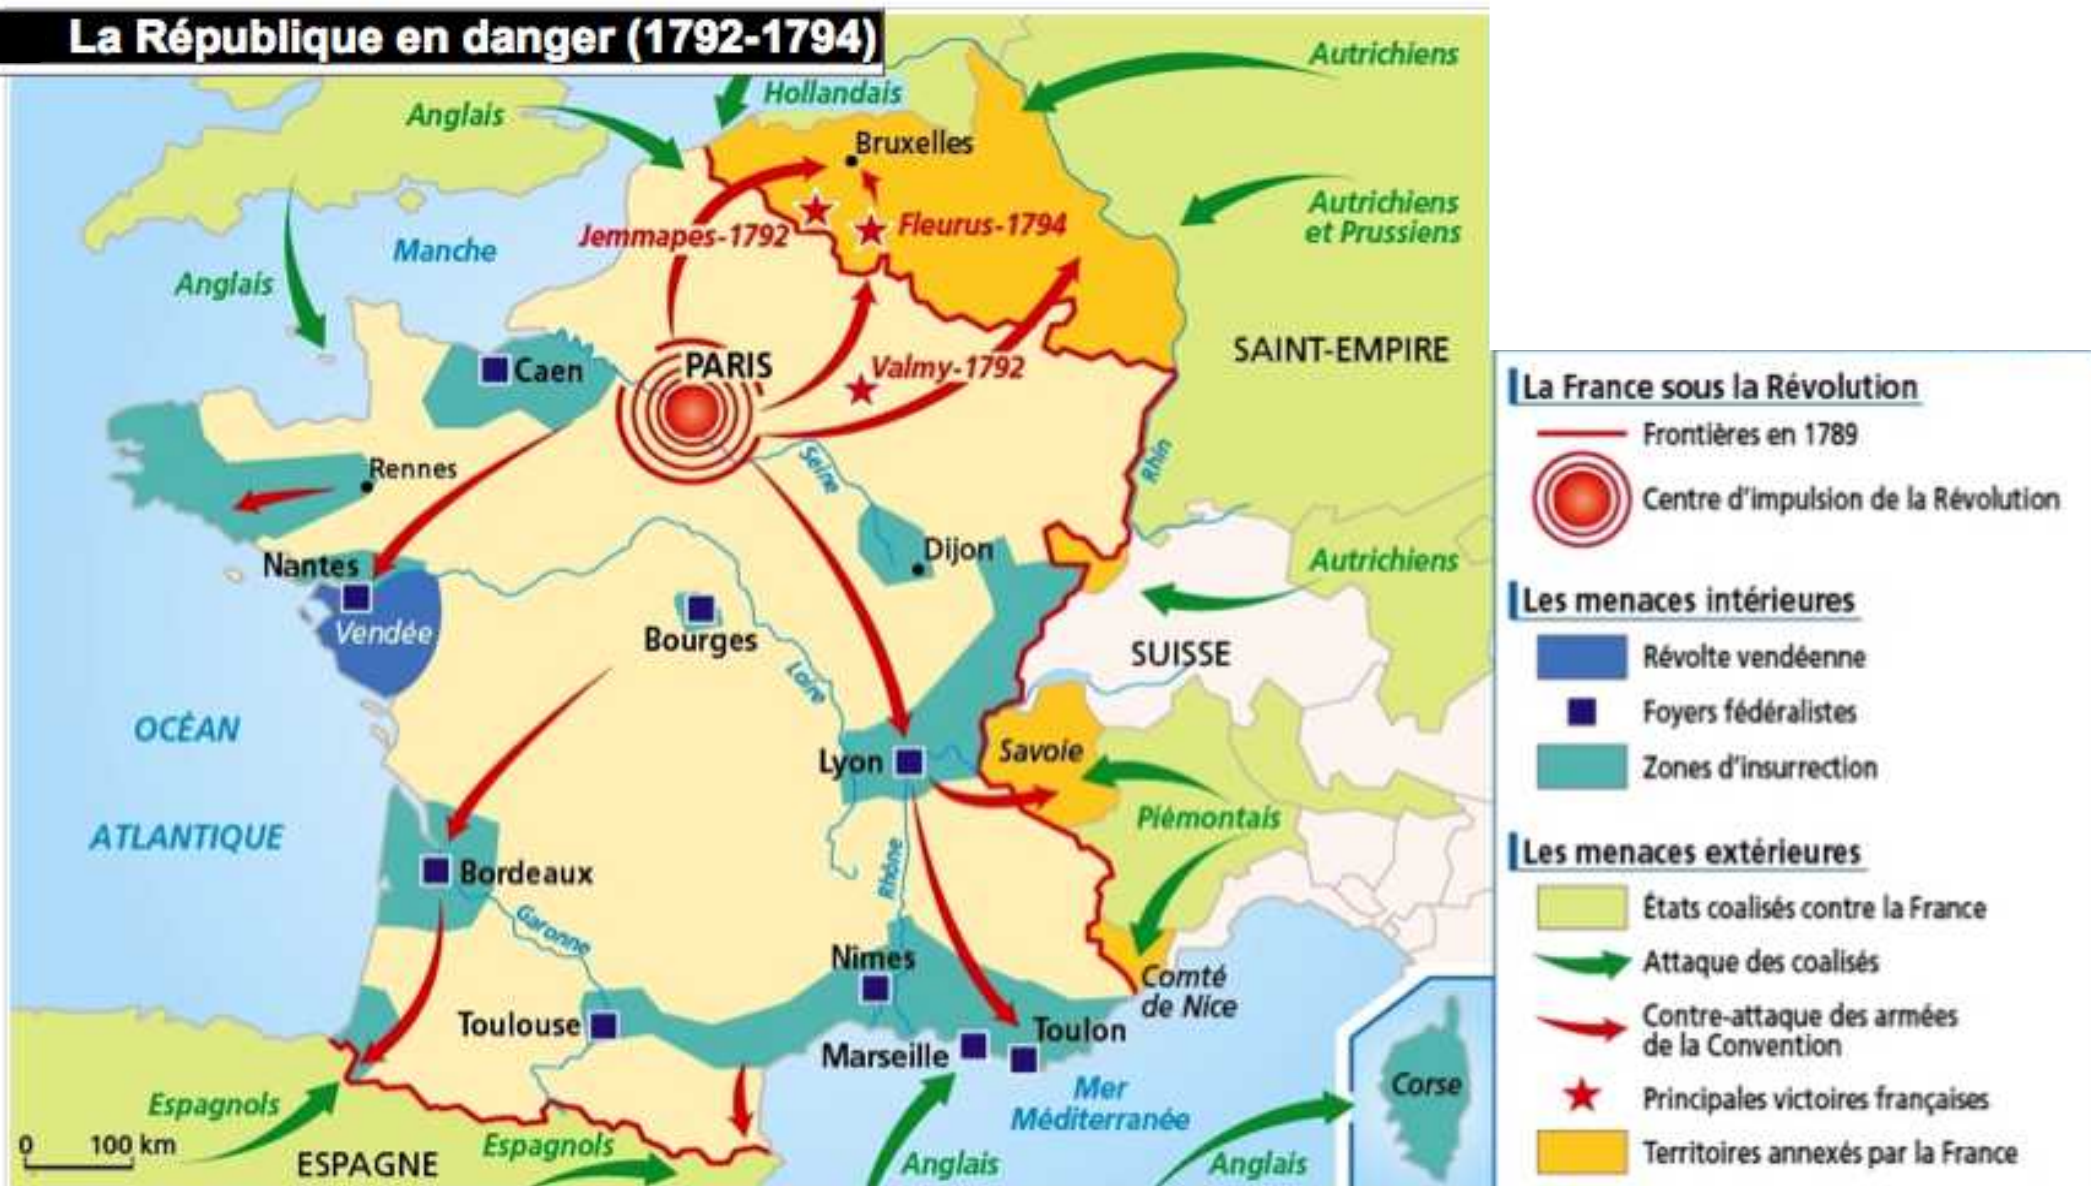 La République en danger (1792-1794)
Autrichiens
Hollandais
Anglais
Bruxelles
Autrichiens
et Prussiens
Jemmapes-1792
Fleurus-1794
Manche
Anglais
SAINT-EMPIRE
PARIS
Valmy-1792
Caen
Rhin
Seine
Rennes
Dijon
Autrichiens
Nantes
Vendée
Bourges
SUISSE
Loire
OCÉAN
ATLANTIQUE
Savoie
Lyon
Piémontais
Rhône
Bordeaux
Garonne
Nimes
Comté
de Nice
Toulouse
Toulon
Marseille
Mer
Méditerranée
Corse
Espagnols
Espagnols
0 100 km
ESPAGNE
Anglais
Anglais
La France sous la Révolution
Frontières en 1789
Centre d'impulsion de la Révolution
Les menaces intérieures
Révolte vendéenne
Foyers fédéralistes
Zones d'insurrection
Les menaces extérieures
États coalisés contre la France
Attaque des coalisés
Contre-attaque des armées
de la Convention
Principales victoires françaises
Territoires annexés par la France